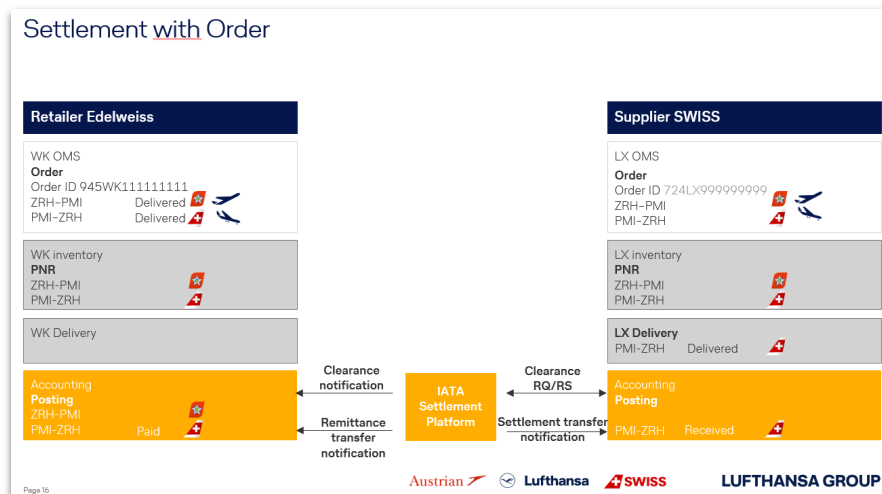 Settlement with Order
Retailer Edelweiss
WK OMS
Order
Order ID 945WK111111111
ZRH–PMI Delivered
PMI-ZRH Delivered
WK inventory
PNR
ZRH-PMI
PMI-ZRH
WK Delivery
Accounting
Posting
ZRH-PMI
PMI-ZRH Paid
Clearance
notification
Remittance
transfer
notification
IATA
Settlement
Platform
Clearance
RQ/RS
Settlement transfer
notification
Supplier SWISS
LX OMS
Order
Order ID 724LX999999999
ZRH–PMI
PMI-ZRH
LX inventory
PNR
ZRH-PMI
PMI-ZRH
LX Delivery
PMI-ZRH Delivered
Accounting
Posting
PMI-ZRH Received
Page 16
Austrian Lufthansa SWISS LUFTHANSA GROUP